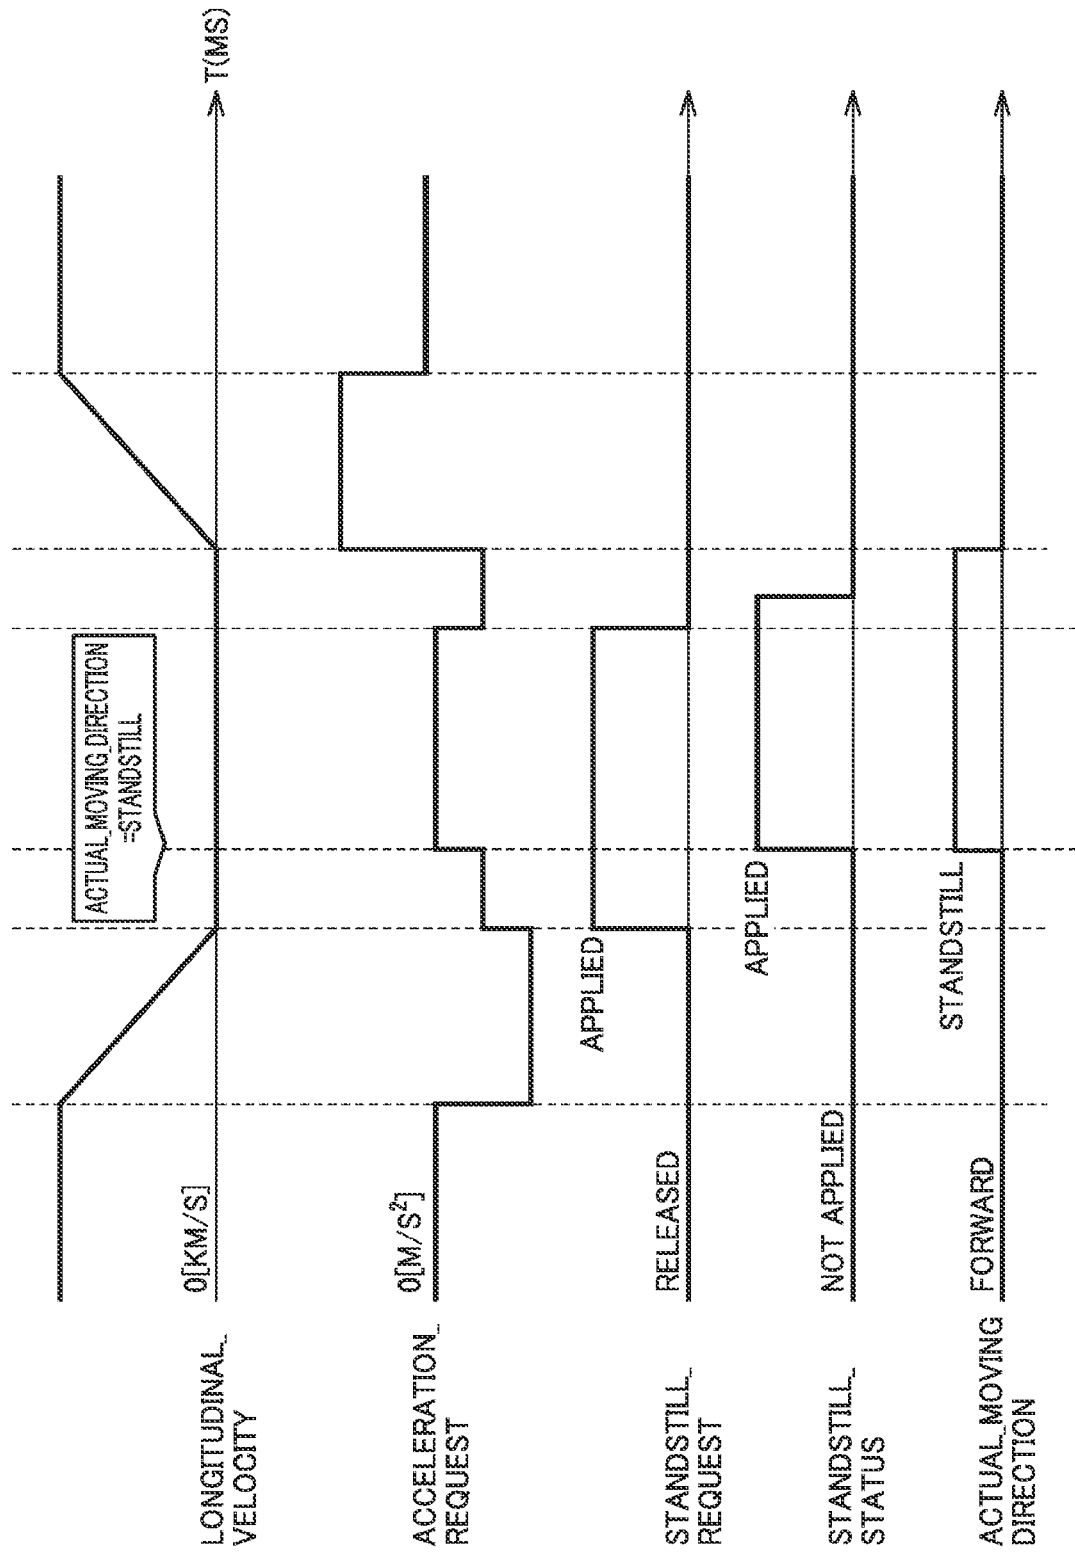 T(MS)
ACTUAL_MOVING_DIRECTION
=STANDSTILL
LONGITUDINAL_
VELOCITY
0[KM/S]
ACCELERATION_
REQUEST
0[M/S²]
STANDSTILL_
REQUEST
RELEASED
APPLIED
STANDSTILL_
STATUS
NOT APPLIED
APPLIED
ACTUAL_MOVING
DIRECTION
FORWARD
STANDSTILL